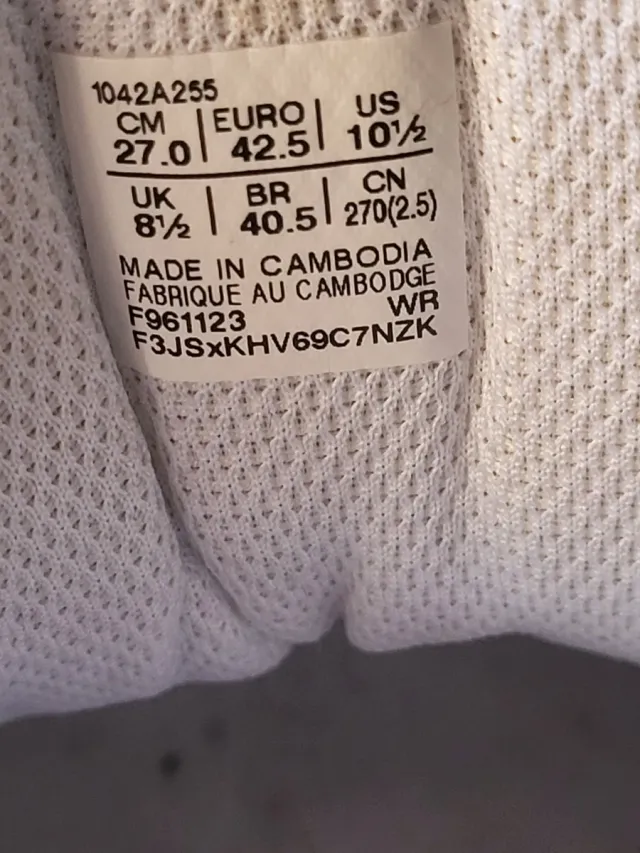 1042A255
CM | EURO | US
27.0 | 42.5 | 10½
UK | BR | CN
8½ | 40.5 | 270(2.5)
MADE IN CAMBODIA
FABRIQUE AU CAMBODGE
F961123 WR
F3JSxKHV69C7NZK